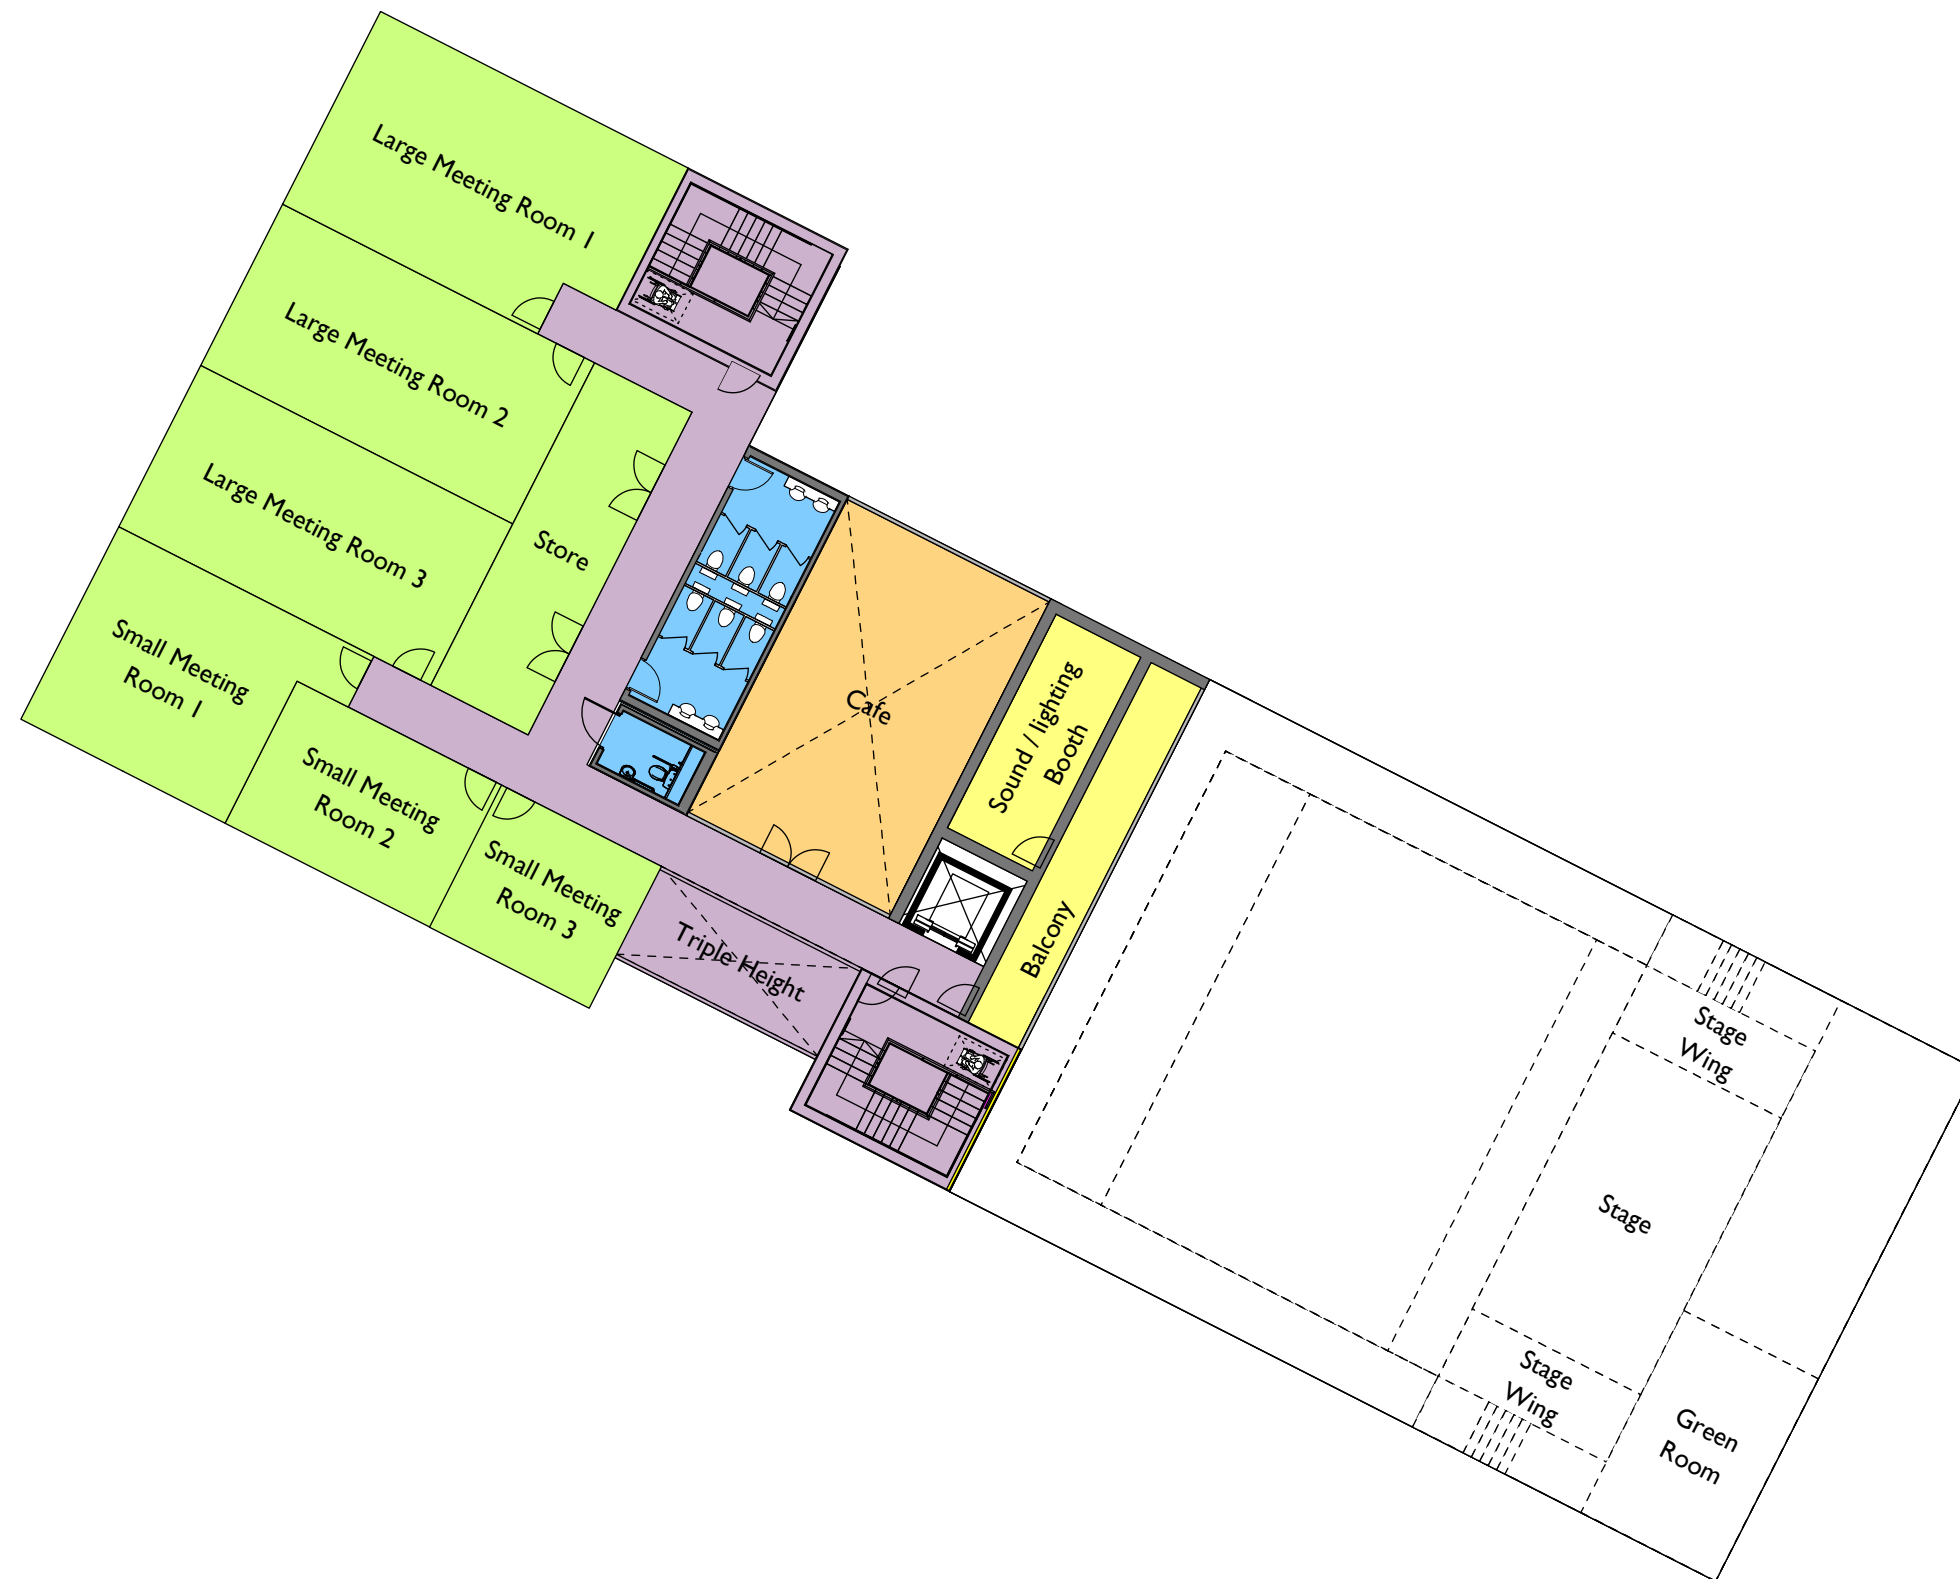 Large Meeting Room 1
Large Meeting Room 2
Large Meeting Room 3
Store
Small Meeting
Room 1
Small Meeting
Room 2
Small Meeting
Room 3
Cafe
Sound / lighting
Booth
Balcony
Triple Height
Stage
Wing
Stage
Stage
Wing
Green
Room